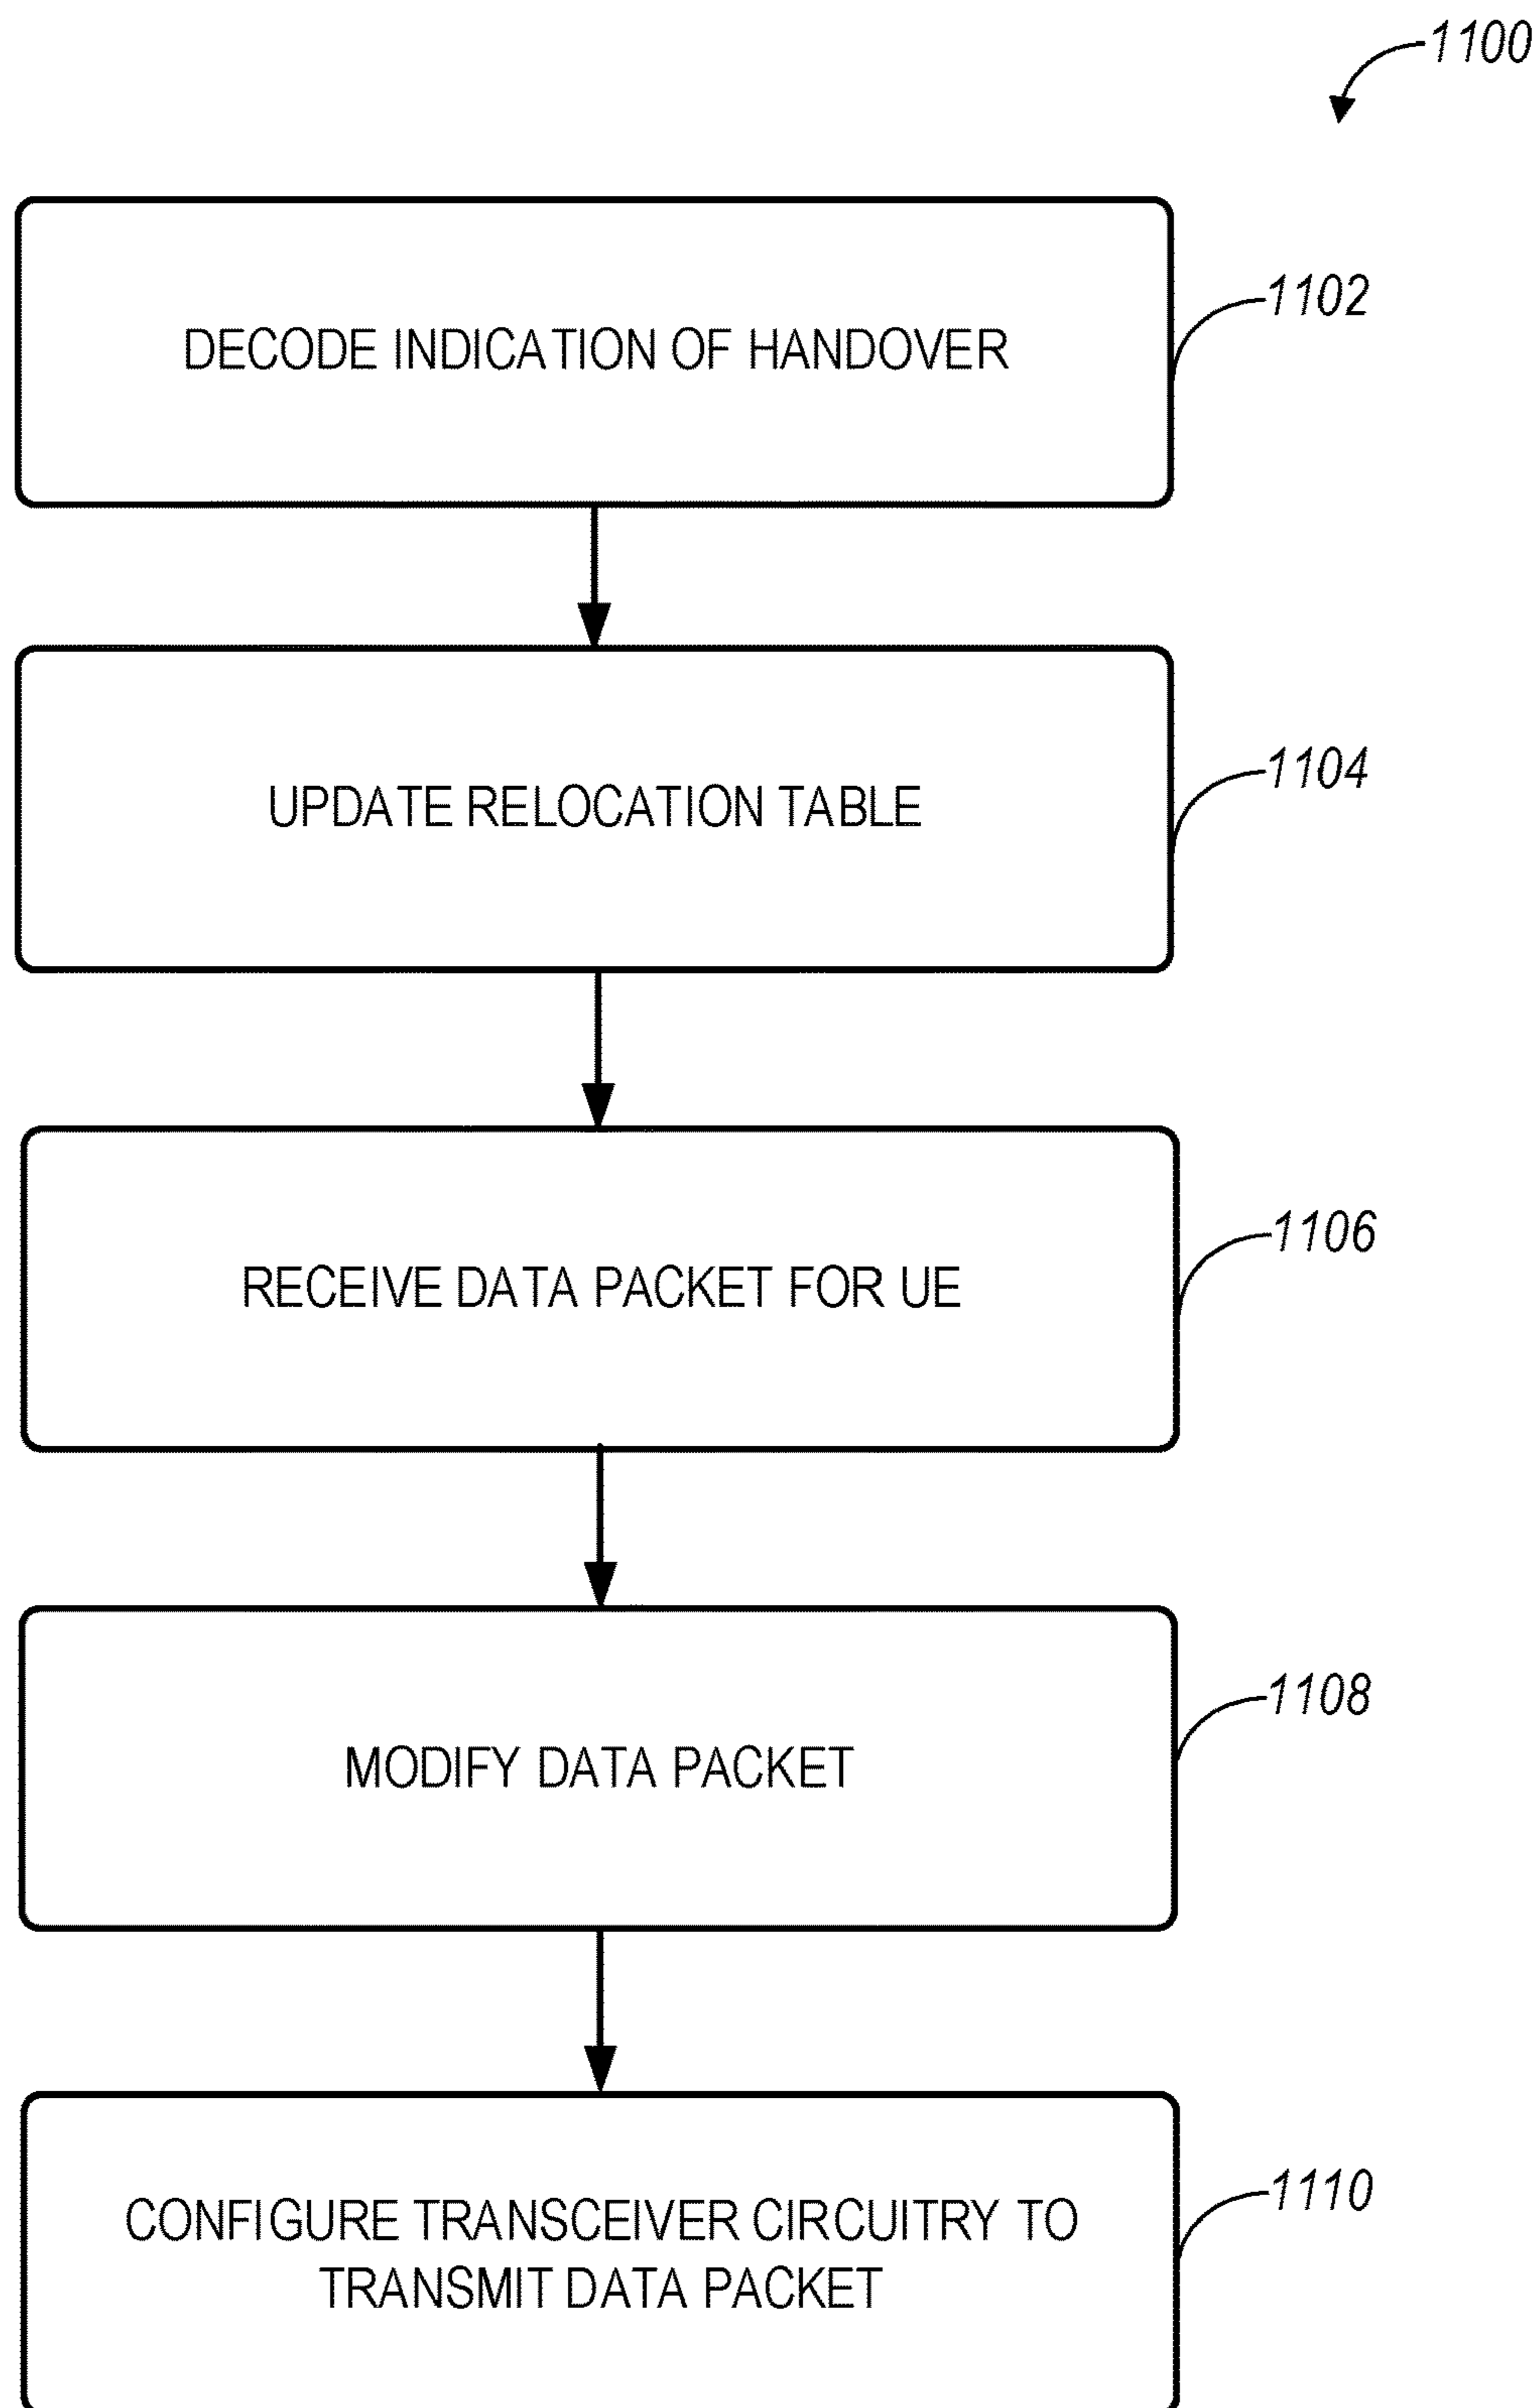 1100
DECODE INDICATION OF HANDOVER
1102
UPDATE RELOCATION TABLE
1104
RECEIVE DATA PACKET FOR UE
1106
MODIFY DATA PACKET
1108
CONFIGURE TRANSCEIVER CIRCUITRY TO
TRANSMIT DATA PACKET
1110